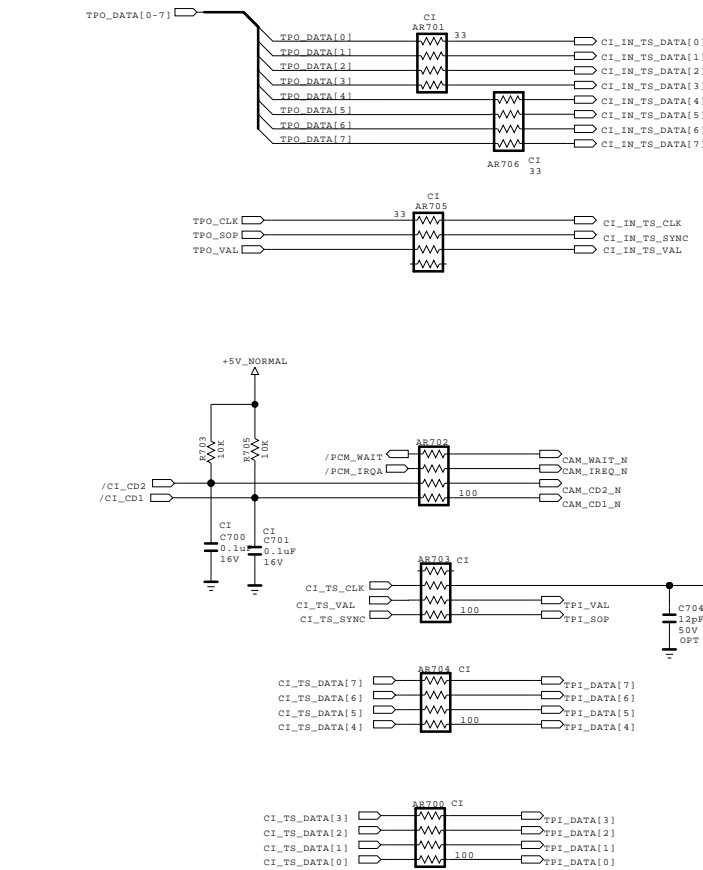 TPO_DATA[0-7]
CI
AR701
33
TPO_DATA[0]
CI_IN_TS_DATA[0]
TPO_DATA[1]
CI_IN_TS_DATA[1]
TPO_DATA[2]
CI_IN_TS_DATA[2]
TPO_DATA[3]
CI_IN_TS_DATA[3]
TPO_DATA[4]
CI_IN_TS_DATA[4]
TPO_DATA[5]
CI_IN_TS_DATA[5]
TPO_DATA[6]
CI_IN_TS_DATA[6]
TPO_DATA[7]
CI_IN_TS_DATA[7]
AR706
CI
33
CI
AR705
33
TPO_CLK
CI_IN_TS_CLK
TPO_SOP
CI_IN_TS_SYNC
TPO_VAL
CI_IN_TS_VAL
+5V_NORMAL
R703
10K
R705
10K
AR702
/PCM_WAIT
CAM_WAIT_N
/PCM_IRQA
CAM_IREQ_N
/CI_CD2
CAM_CD2_N
/CI_CD1
100
CAM_CD1_N
CI
C700
0.1uF
16V
CI
C701
0.1uF
16V
AR703
CI
CI_TS_CLK
CI_TS_VAL
TPI_VAL
CI_TS_SYNC
100
TPI_SOP
C704
12pF
50V
OPT
AR704
CI
CI_TS_DATA[7]
TPI_DATA[7]
CI_TS_DATA[6]
TPI_DATA[6]
CI_TS_DATA[5]
TPI_DATA[5]
CI_TS_DATA[4]
100
TPI_DATA[4]
AR700
CI
CI_TS_DATA[3]
TPI_DATA[3]
CI_TS_DATA[2]
TPI_DATA[2]
CI_TS_DATA[1]
TPI_DATA[1]
CI_TS_DATA[0]
100
TPI_DATA[0]